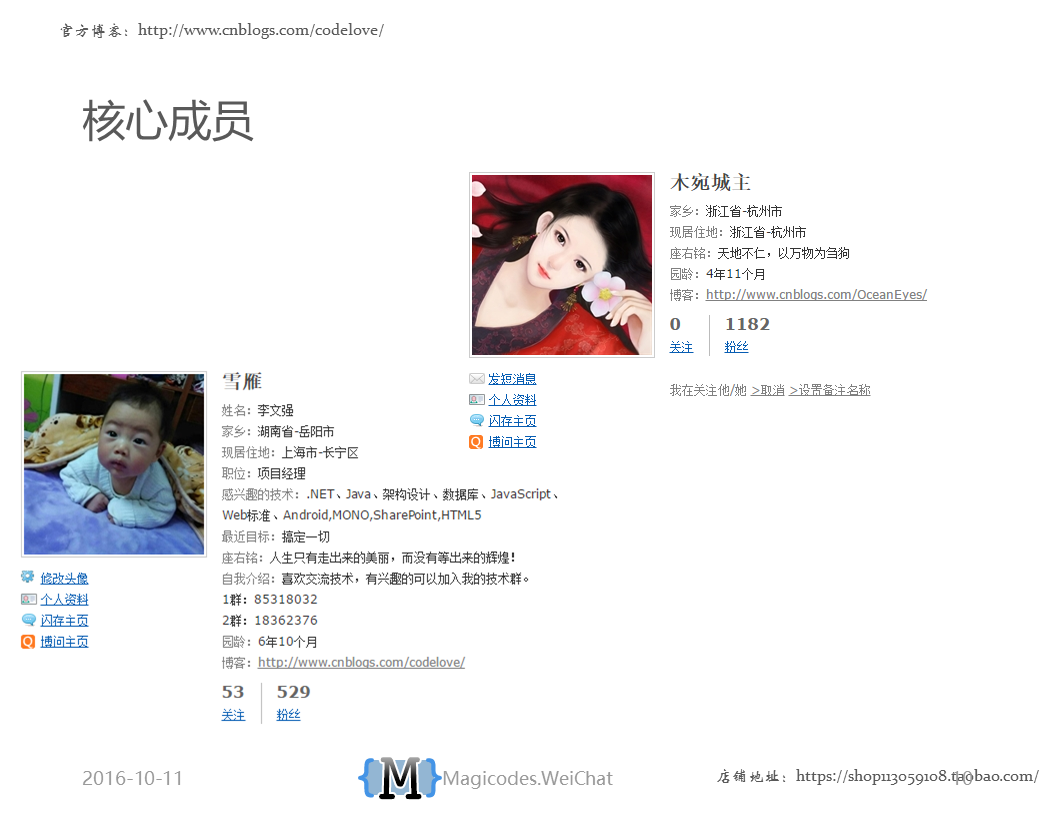 官方博客：http://www.cnblogs.com/codelove/
核心成员
木宛城主
家乡：浙江省-杭州市
现居住地：浙江省-杭州市
座右铭：天地不仁，以万物为刍狗
园龄：4年11个月
博客：http://www.cnblogs.com/OceanEyes/
0 1182
关注 粉丝
我在关注他/她 >取消 >设置备注名称
发短消息
个人资料
闪存主页
博问主页
雪雁
姓名：李文强
家乡：湖南省-岳阳市
现居住地：上海市-长宁区
职位：项目经理
感兴趣的技术：.NET、Java、架构设计、数据库、JavaScript、
Web标准、Android,MONO,SharePoint,HTML5
最近目标：搞定一切
座右铭：人生只有走出来的美丽，而没有等出来的辉煌！
自我介绍：喜欢交流技术，有兴趣的可以加入我的技术群。
1群：85318032
2群：18362376
园龄：6年10个月
博客：http://www.cnblogs.com/codelove/
53 529
关注 粉丝
修改头像
个人资料
闪存主页
博问主页
2016-10-11
{M}Magicodes.WeiChat
店铺地址：https://shop113059108.taobao.com/
10